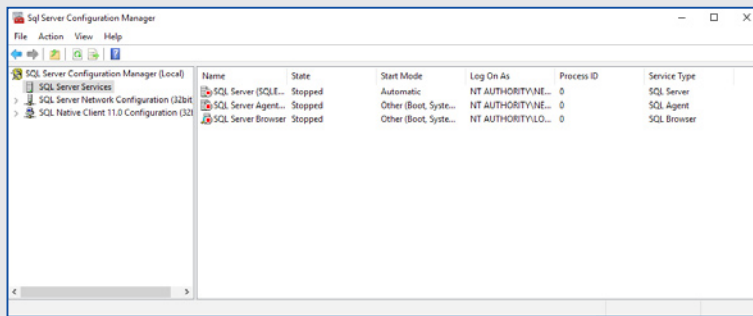 Sql Server Configuration Manager
File Action View Help
SQL Server Configuration Manager (Local)
SQL Server Services
SQL Server Network Configuration (32bit
SQL Native Client 11.0 Configuration (32l
Name State Start Mode Log On As Process ID Service Type
SQL Server (SQLE... Stopped Automatic NT AUTHORITY\NE... 0 SQL Server
SQL Server Agent... Stopped Other (Boot, Syste... NT AUTHORITY\NE... 0 SQL Agent
SQL Server Browser Stopped Other (Boot, Syste... NT AUTHORITY\LO... 0 SQL Browser